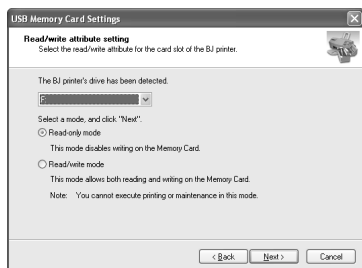 USB Memory Card Settings
Read/write attribute setting
Select the read/write attribute for the card slot of the BJ printer.
The BJ printer's drive has been detected.
Select a mode, and click "Next".
Read-only mode
This mode disables writing on the Memory Card.
Read/write mode
This mode allows both reading and writing on the Memory Card.
Note: You cannot execute printing or maintenance in this mode.
< Back Next > Cancel